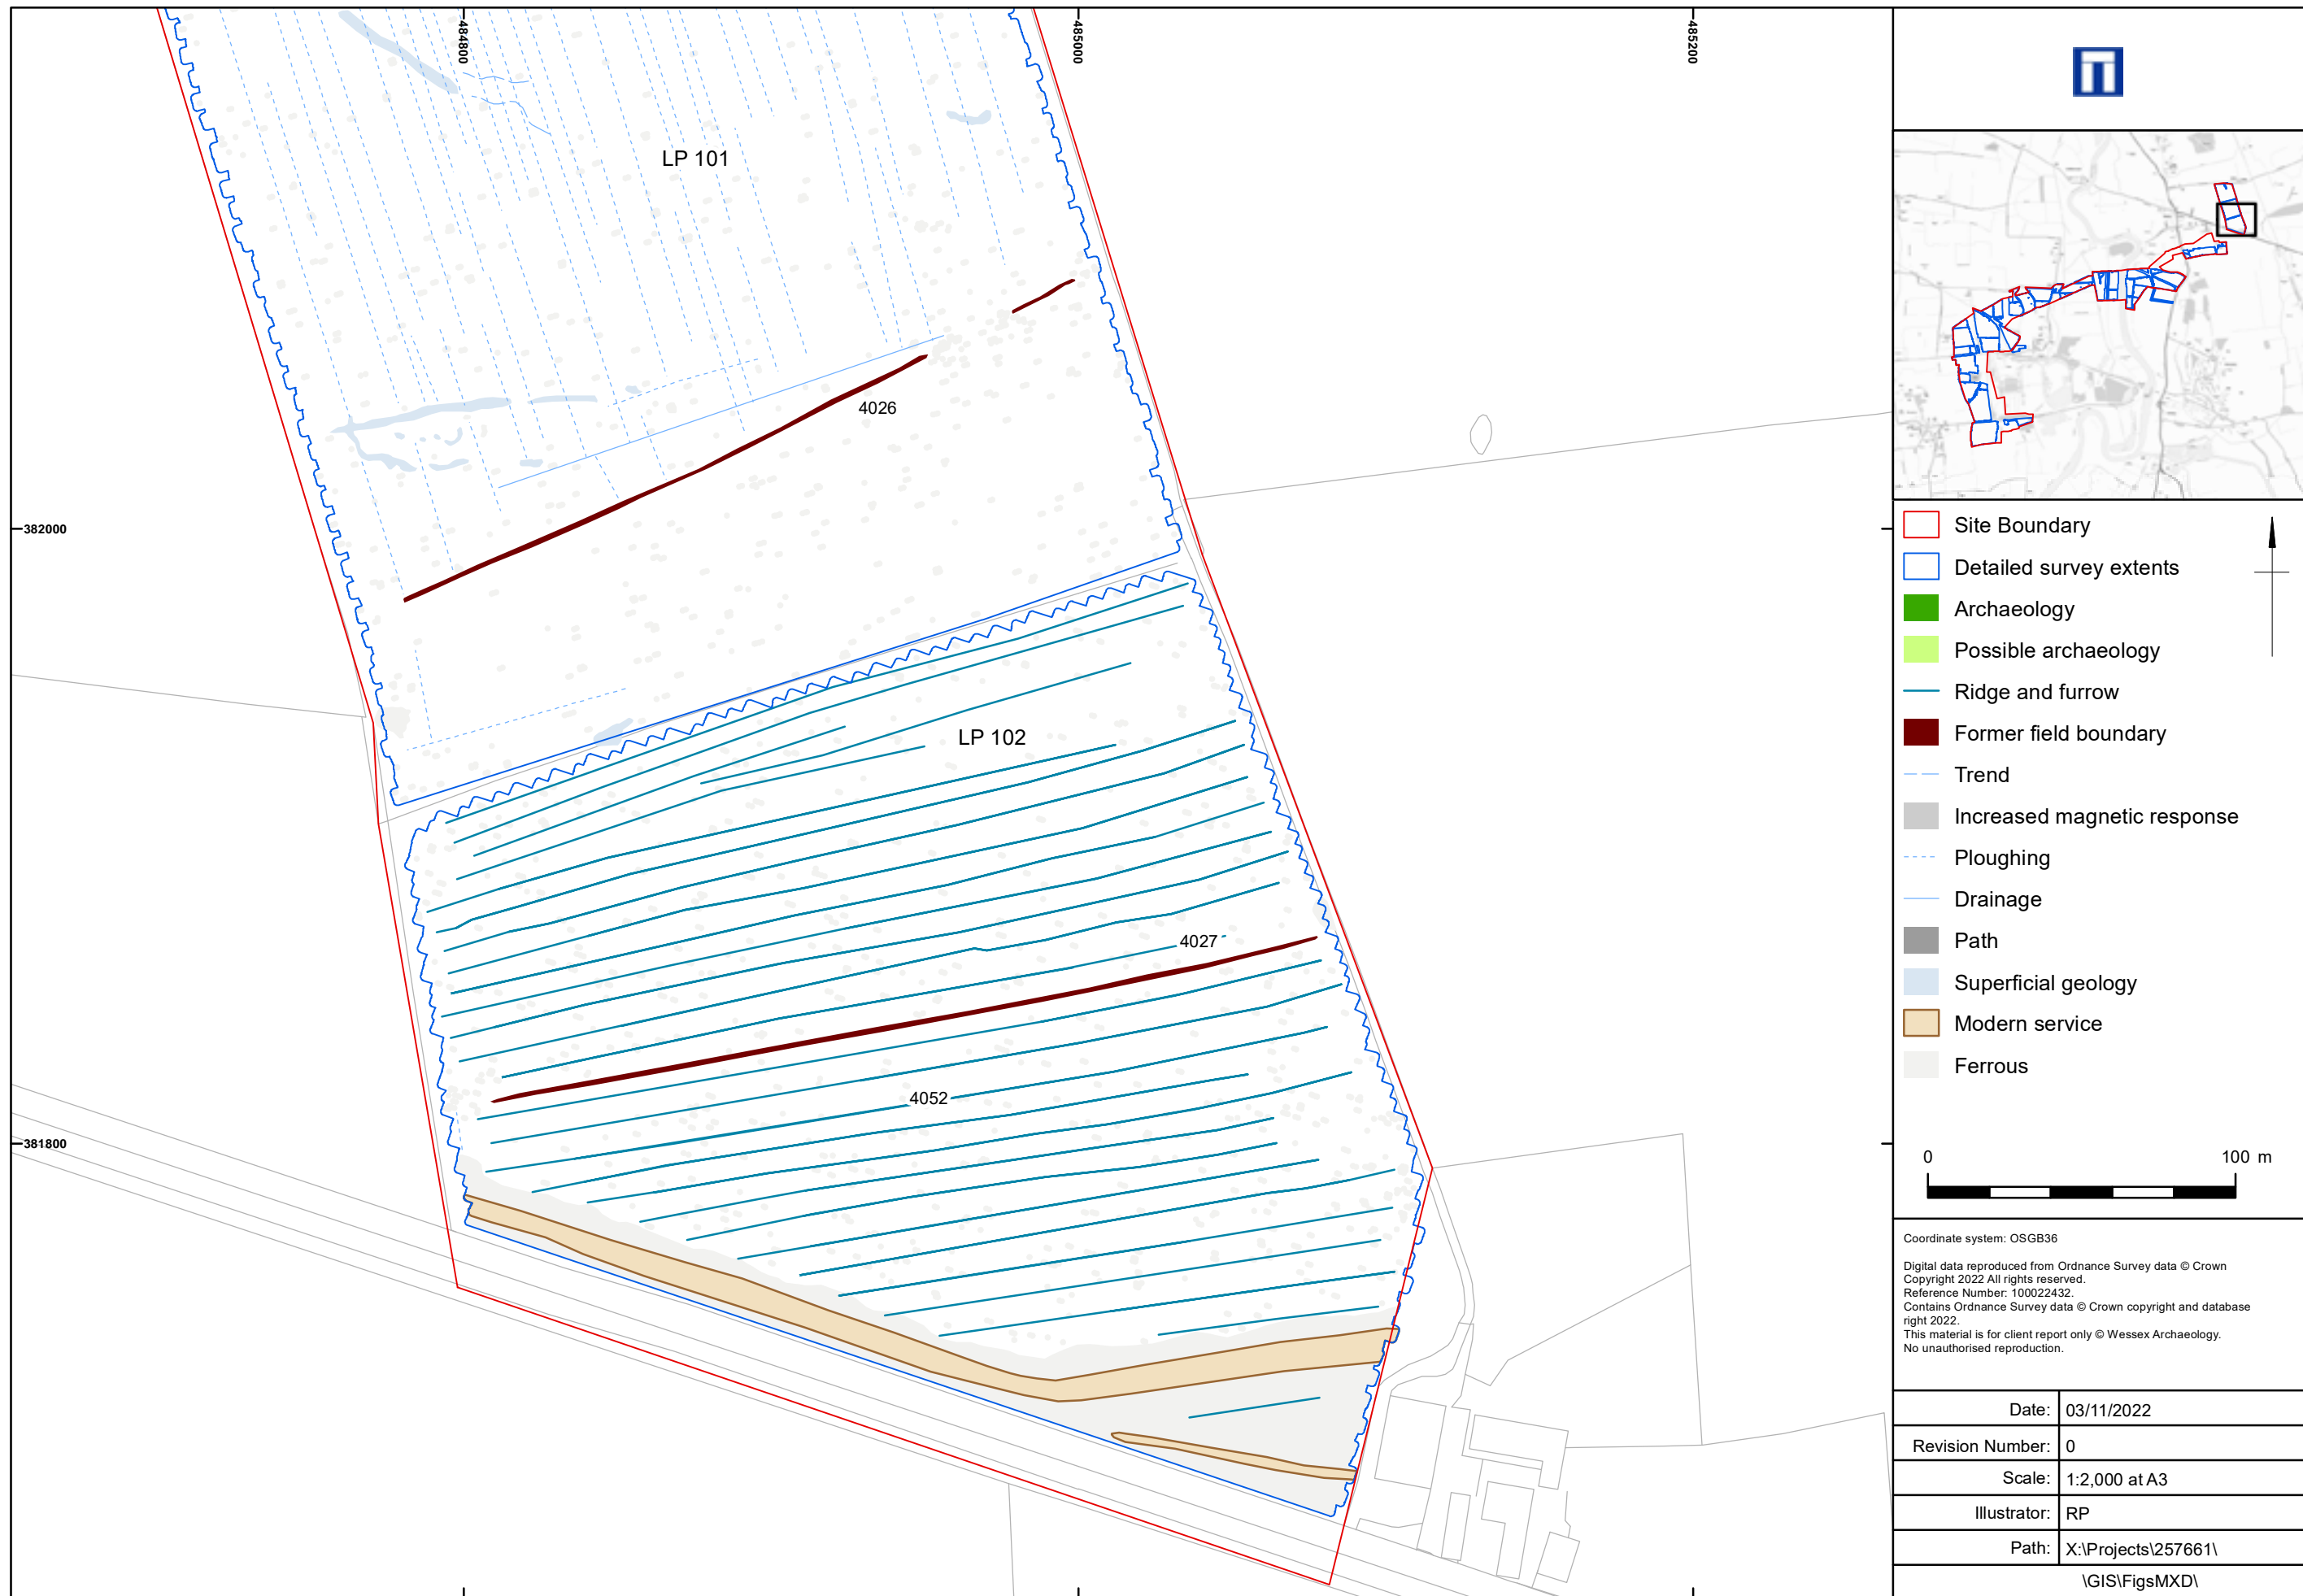 484800
485000
485200
LP 101
4026
382000
LP 102
4027
4052
381800
Site Boundary
Detailed survey extents
Archaeology
Possible archaeology
Ridge and furrow
Former field boundary
Trend
Increased magnetic response
Ploughing
Drainage
Path
Superficial geology
Modern service
Ferrous
0 100 m
Coordinate system: OSGB36
Digital data reproduced from Ordnance Survey data © Crown
Copyright 2022 All rights reserved.
Reference Number: 100022432.
Contains Ordnance Survey data © Crown copyright and database
right 2022.
This material is for client report only © Wessex Archaeology.
No unauthorised reproduction.
Date: 03/11/2022
Revision Number: 0
Scale: 1:2,000 at A3
Illustrator: RP
Path: X:\Projects\257661\
\GIS\FigsMXD\